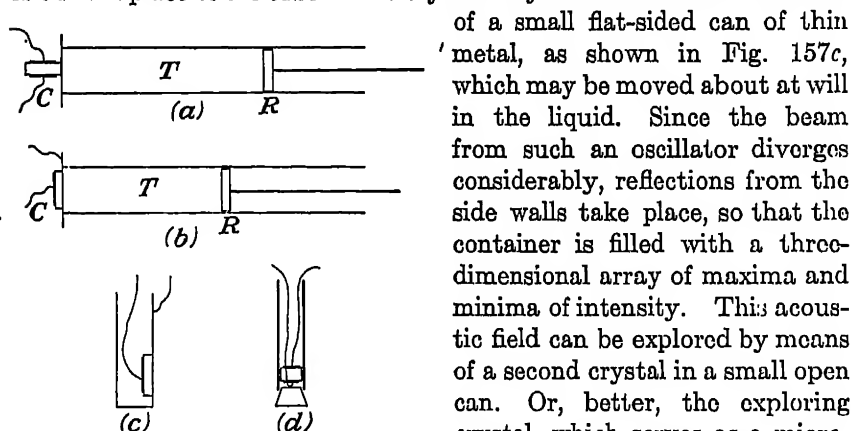 of a small flat-sided can of thin
metal, as shown in Fig. 157c,
which may be moved about at will
in the liquid. Since the beam
from such an oscillator diverges
considerably, reflections from the
side walls take place, so that the
container is filled with a three-
dimensional array of maxima and
minima of intensity. This acous-
tic field can be explored by means
of a second crystal in a small open
can. Or, better, the exploring
T
C
(a)
R
T
C
(b)
R
(c)
(d)